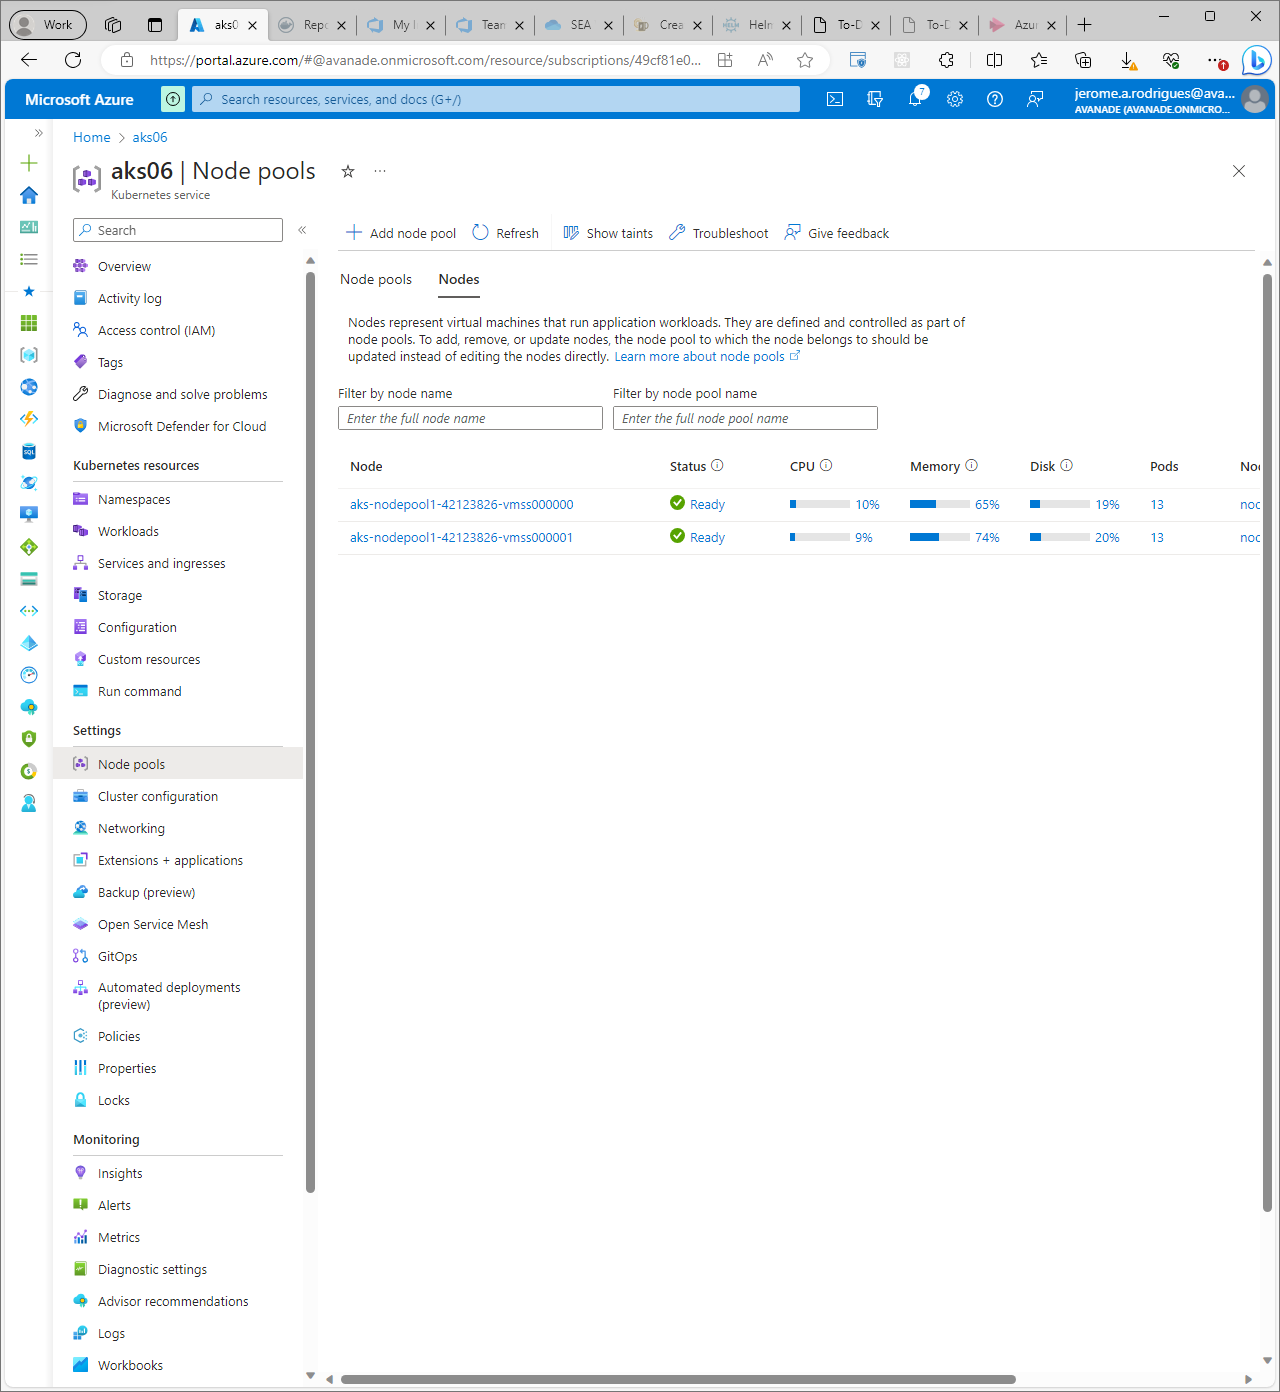 Work
aks0
Repo
My I
Team
SEA
Crea
Helm
To-D
To-D
Azur
https://portal.azure.com/#@avanade.onmicrosoft.com/resource/subscriptions/49cf81e0...
Microsoft Azure
Search resources, services, and docs (G+/)
7
jerome.a.rodrigues@ava...
AVANADE (AVANADE.ONMICRO...
Home > aks06
aks06 | Node pools
Kubernetes service
Search
Add node pool
Refresh
Show taints
Troubleshoot
Give feedback
Overview
Activity log
Access control (IAM)
Tags
Diagnose and solve problems
Microsoft Defender for Cloud
Kubernetes resources
Namespaces
Workloads
Services and ingresses
Storage
Configuration
Custom resources
Run command
Settings
Node pools
Cluster configuration
Networking
Extensions + applications
Backup (preview)
Open Service Mesh
GitOps
Automated deployments
(preview)
Policies
Properties
Locks
Monitoring
Insights
Alerts
Metrics
Diagnostic settings
Advisor recommendations
Logs
Workbooks
Node pools
Nodes
Nodes represent virtual machines that run application workloads. They are defined and controlled as part of
node pools. To add, remove, or update nodes, the node pool to which the node belongs to should be
updated instead of editing the nodes directly. Learn more about node pools
Filter by node name
Filter by node pool name
Enter the full node name
Enter the full node pool name
Node Status CPU Memory Disk Pods Noc
aks-nodepool1-42123826-vmss000000 Ready 10% 65% 19% 13 noc
aks-nodepool1-42123826-vmss000001 Ready 9% 74% 20% 13 noc